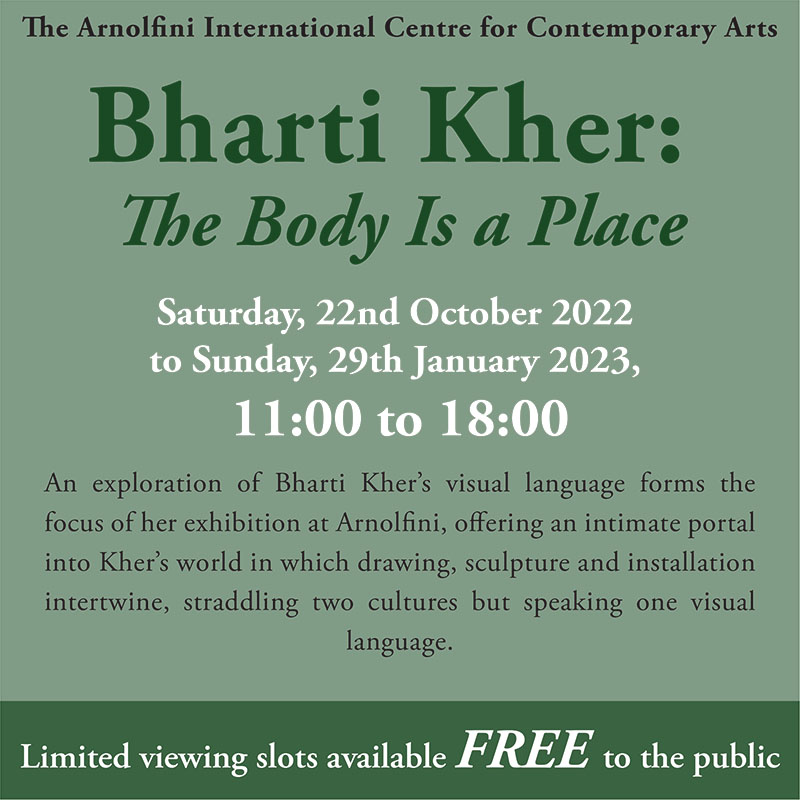 The Arnolfini International Centre for Contemporary Arts
Bharti Kher:
The Body Is a Place
Saturday, 22nd October 2022
to Sunday, 29th January 2023,
11:00 to 18:00
An exploration of Bharti Kher’s visual language forms the
focus of her exhibition at Arnolfini, offering an intimate portal
into Kher’s world in which drawing, sculpture and installation
intertwine, straddling two cultures but speaking one visual
language.
Limited viewing slots available FREE to the public